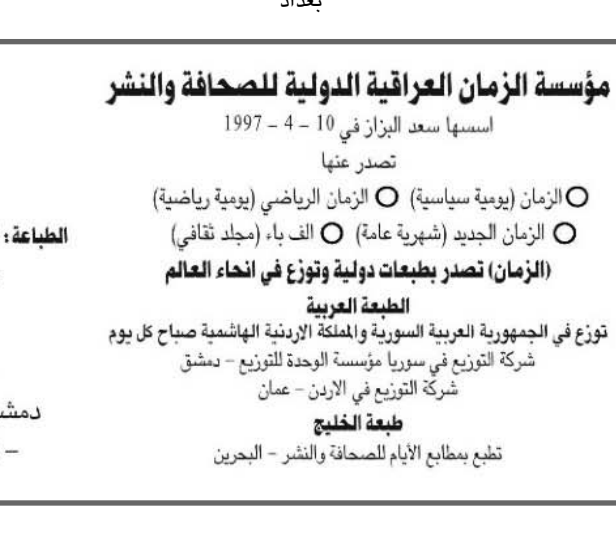 بغداد
مؤسسة الزمان العراقية الدولية للصحافة والنشر
اسسها سعد البزاز في 10 – 4 – 1997
تصدر عنها
الزمان (يومية سياسية) الزمان الرياضي (يومية رياضية)
الزمان الجديد (شهرية عامة) الف باء (مجلد ثقافي)
الطباعة :
(الزمان) تصدر بطبعات دولية وتوزع في انحاء العالم
الطبعة العربية
توزع في الجمهورية العربية السورية والمملكة الاردنية الهاشمية صباح كل يوم
شركة التوزيع في سوريا مؤسسة الوحدة للتوزيع – دمشق
شركة التوزيع في الاردن – عمان
طبعة الخليج
تطبع بمطابع الأيام للصحافة والنشر – البحرين
–